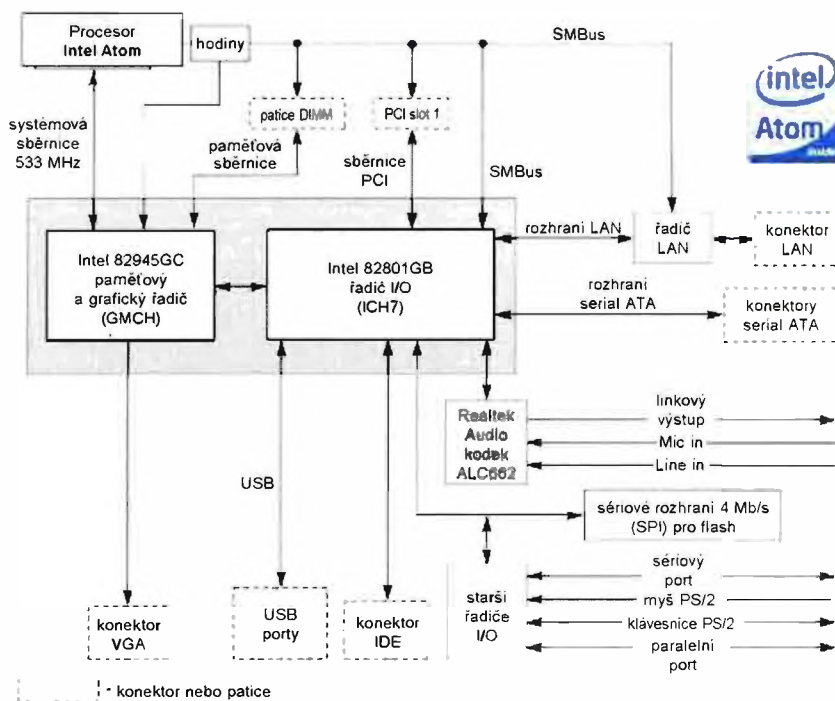 Procesor
Intel Atom
hodiny
SMBus
intel
Atom
patice DIMM
PCI slot 1
systémová
sběrnice
533 MHz
paměťová
sběrnice
sběrnice
PCI
SMBus
Intel 82945GC
paměťový
a grafický řadič
(GMCH)
Intel 82801GB
řadič I/O
(ICH7)
rozhraní LAN
řadič
LAN
konektor
LAN
rozhraní
serial ATA
konektory
serial ATA
Realtek
Audio
kodek
ALC662
linkový
výstup
Mic in
Line in
USB
sériové rozhraní 4 Mb/s
(SPI) pro flash
konektor
VGA
USB
porty
konektor
IDE
starší
řadiče
I/O
sériový
port
myš PS/2
klávesnice PS/2
paralelní
port
- konektor nebo patice